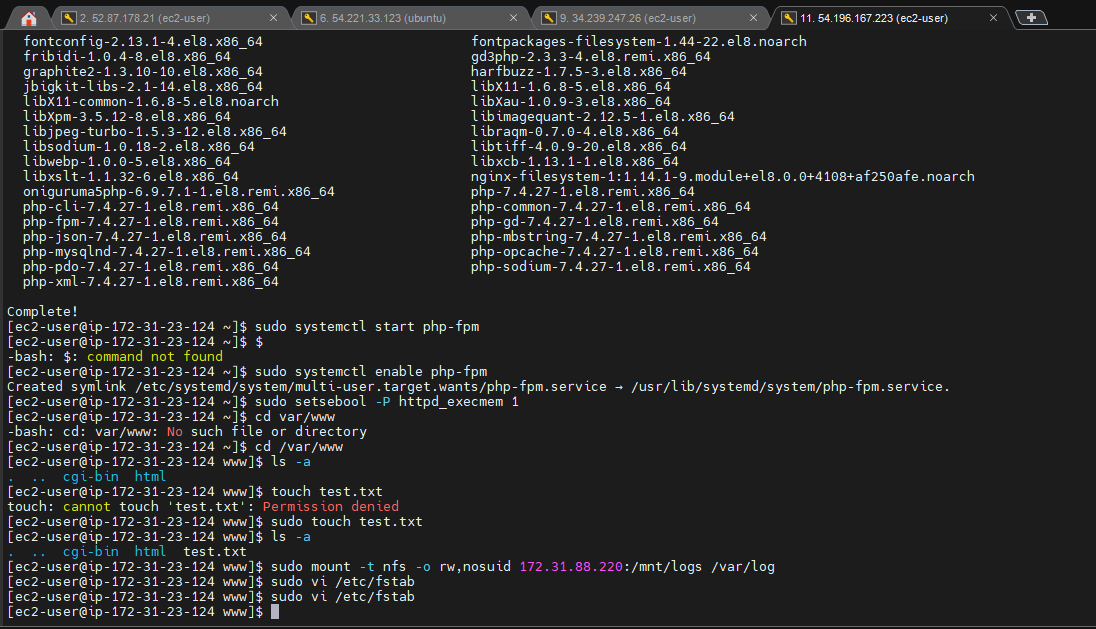 2. 52.87.178.21 (ec2-user) 6. 54.221.33.123 (ubuntu) 9. 34.239.247.26 (ec2-user) 11. 54.196.167.223 (ec2-user)
fontconfig-2.13.1-4.el8.x86_64 fontpackages-filesystem-1.44-22.el8.noarch
fribidi-1.0.4-8.el8.x86_64 gd3php-2.3.3-4.el8.remi.x86_64
graphite2-1.3.10-10.el8.x86_64 harfbuzz-1.7.5-3.el8.x86_64
jbigkit-libs-2.1-14.el8.x86_64 libX11-1.6.8-5.el8.x86_64
libX11-common-1.6.8-5.el8.noarch libXau-1.0.9-3.el8.x86_64
libXpm-3.5.12-8.el8.x86_64 libimagequant-2.12.5-1.el8.x86_64
libjpeg-turbo-1.5.3-12.el8.x86_64 libraqm-0.7.0-4.el8.x86_64
libsodium-1.0.18-2.el8.x86_64 libtiff-4.0.9-20.el8.x86_64
libwebp-1.0.0-5.el8.x86_64 libxcb-1.13.1-1.el8.x86_64
libxslt-1.1.32-6.el8.x86_64 nginx-filesystem-1:1.14.1-9.module+el8.0.0+4108+af250afe.noarch
oniguruma5php-6.9.7.1-1.el8.remi.x86_64 php-7.4.27-1.el8.remi.x86_64
php-cli-7.4.27-1.el8.remi.x86_64 php-common-7.4.27-1.el8.remi.x86_64
php-fpm-7.4.27-1.el8.remi.x86_64 php-gd-7.4.27-1.el8.remi.x86_64
php-json-7.4.27-1.el8.remi.x86_64 php-mbstring-7.4.27-1.el8.remi.x86_64
php-mysqlnd-7.4.27-1.el8.remi.x86_64 php-opcache-7.4.27-1.el8.remi.x86_64
php-pdo-7.4.27-1.el8.remi.x86_64 php-sodium-7.4.27-1.el8.remi.x86_64
php-xml-7.4.27-1.el8.remi.x86_64
Complete!
[ec2-user@ip-172-31-23-124 ~]$ sudo systemctl start php-fpm
[ec2-user@ip-172-31-23-124 ~]$ $
-bash: $: command not found
[ec2-user@ip-172-31-23-124 ~]$ sudo systemctl enable php-fpm
Created symlink /etc/systemd/system/multi-user.target.wants/php-fpm.service → /usr/lib/systemd/system/php-fpm.service.
[ec2-user@ip-172-31-23-124 ~]$ sudo setsebool -P httpd_execmem 1
[ec2-user@ip-172-31-23-124 ~]$ cd var/www
-bash: cd: var/www: No such file or directory
[ec2-user@ip-172-31-23-124 ~]$ cd /var/www
[ec2-user@ip-172-31-23-124 www]$ ls -a
. .. cgi-bin html
[ec2-user@ip-172-31-23-124 www]$ touch test.txt
touch: cannot touch 'test.txt': Permission denied
[ec2-user@ip-172-31-23-124 www]$ sudo touch test.txt
[ec2-user@ip-172-31-23-124 www]$ ls -a
. .. cgi-bin html test.txt
[ec2-user@ip-172-31-23-124 www]$ sudo mount -t nfs -o rw,nosuid 172.31.88.220:/mnt/logs /var/log
[ec2-user@ip-172-31-23-124 www]$ sudo vi /etc/fstab
[ec2-user@ip-172-31-23-124 www]$ sudo vi /etc/fstab
[ec2-user@ip-172-31-23-124 www]$